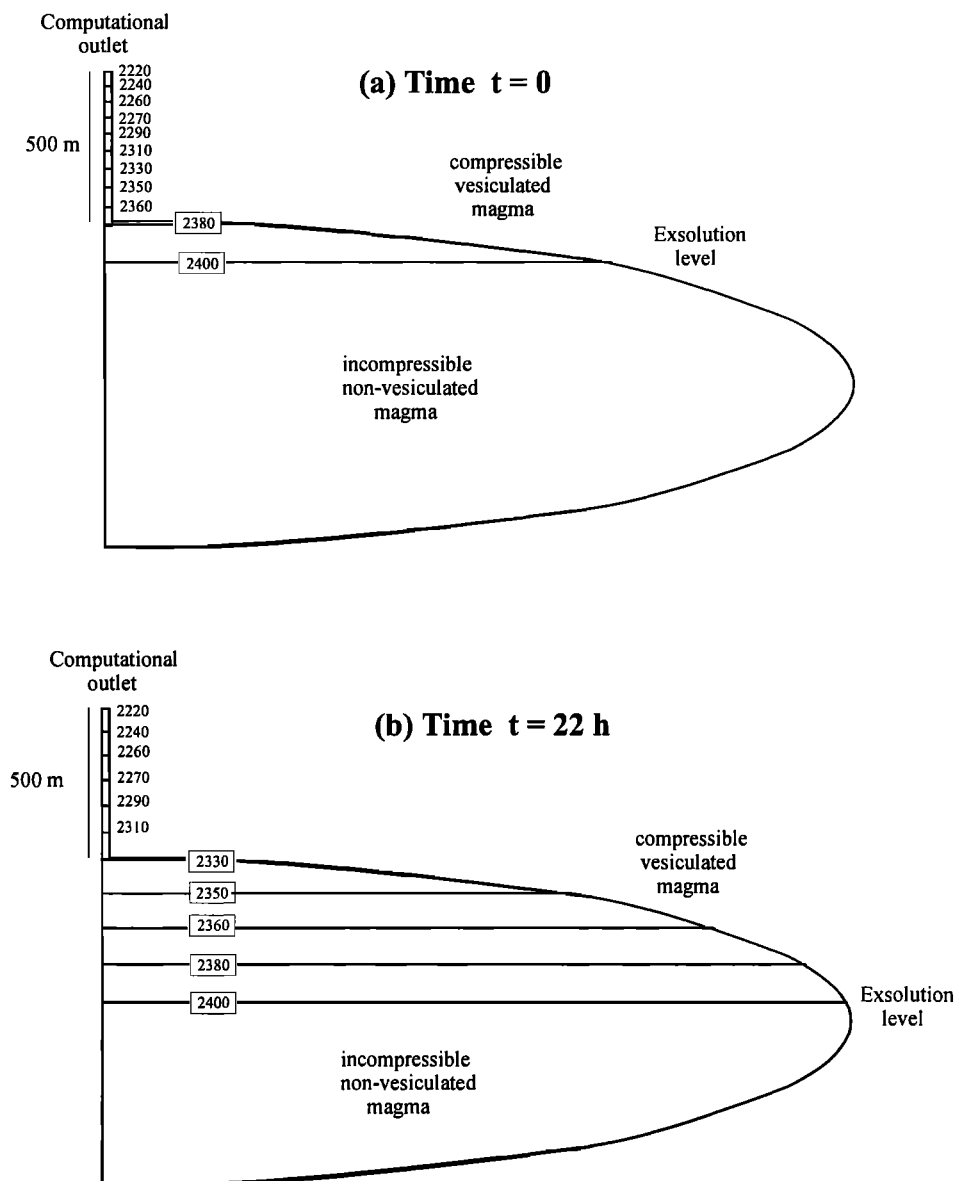 Computational
outlet
(a) Time t = 0
2220
2240
2260
2270
2290
2310
2330
2350
2360
500 m
compressible
vesiculated
magma
2380
2400
Exsolution
level
incompressible
non-vesiculated
magma
Computational
outlet
(b) Time t = 22 h
2220
2240
2260
2270
2290
2310
500 m
compressible
vesiculated
magma
2330
2350
2360
2380
2400
Exsolution
level
incompressible
non-vesiculated
magma